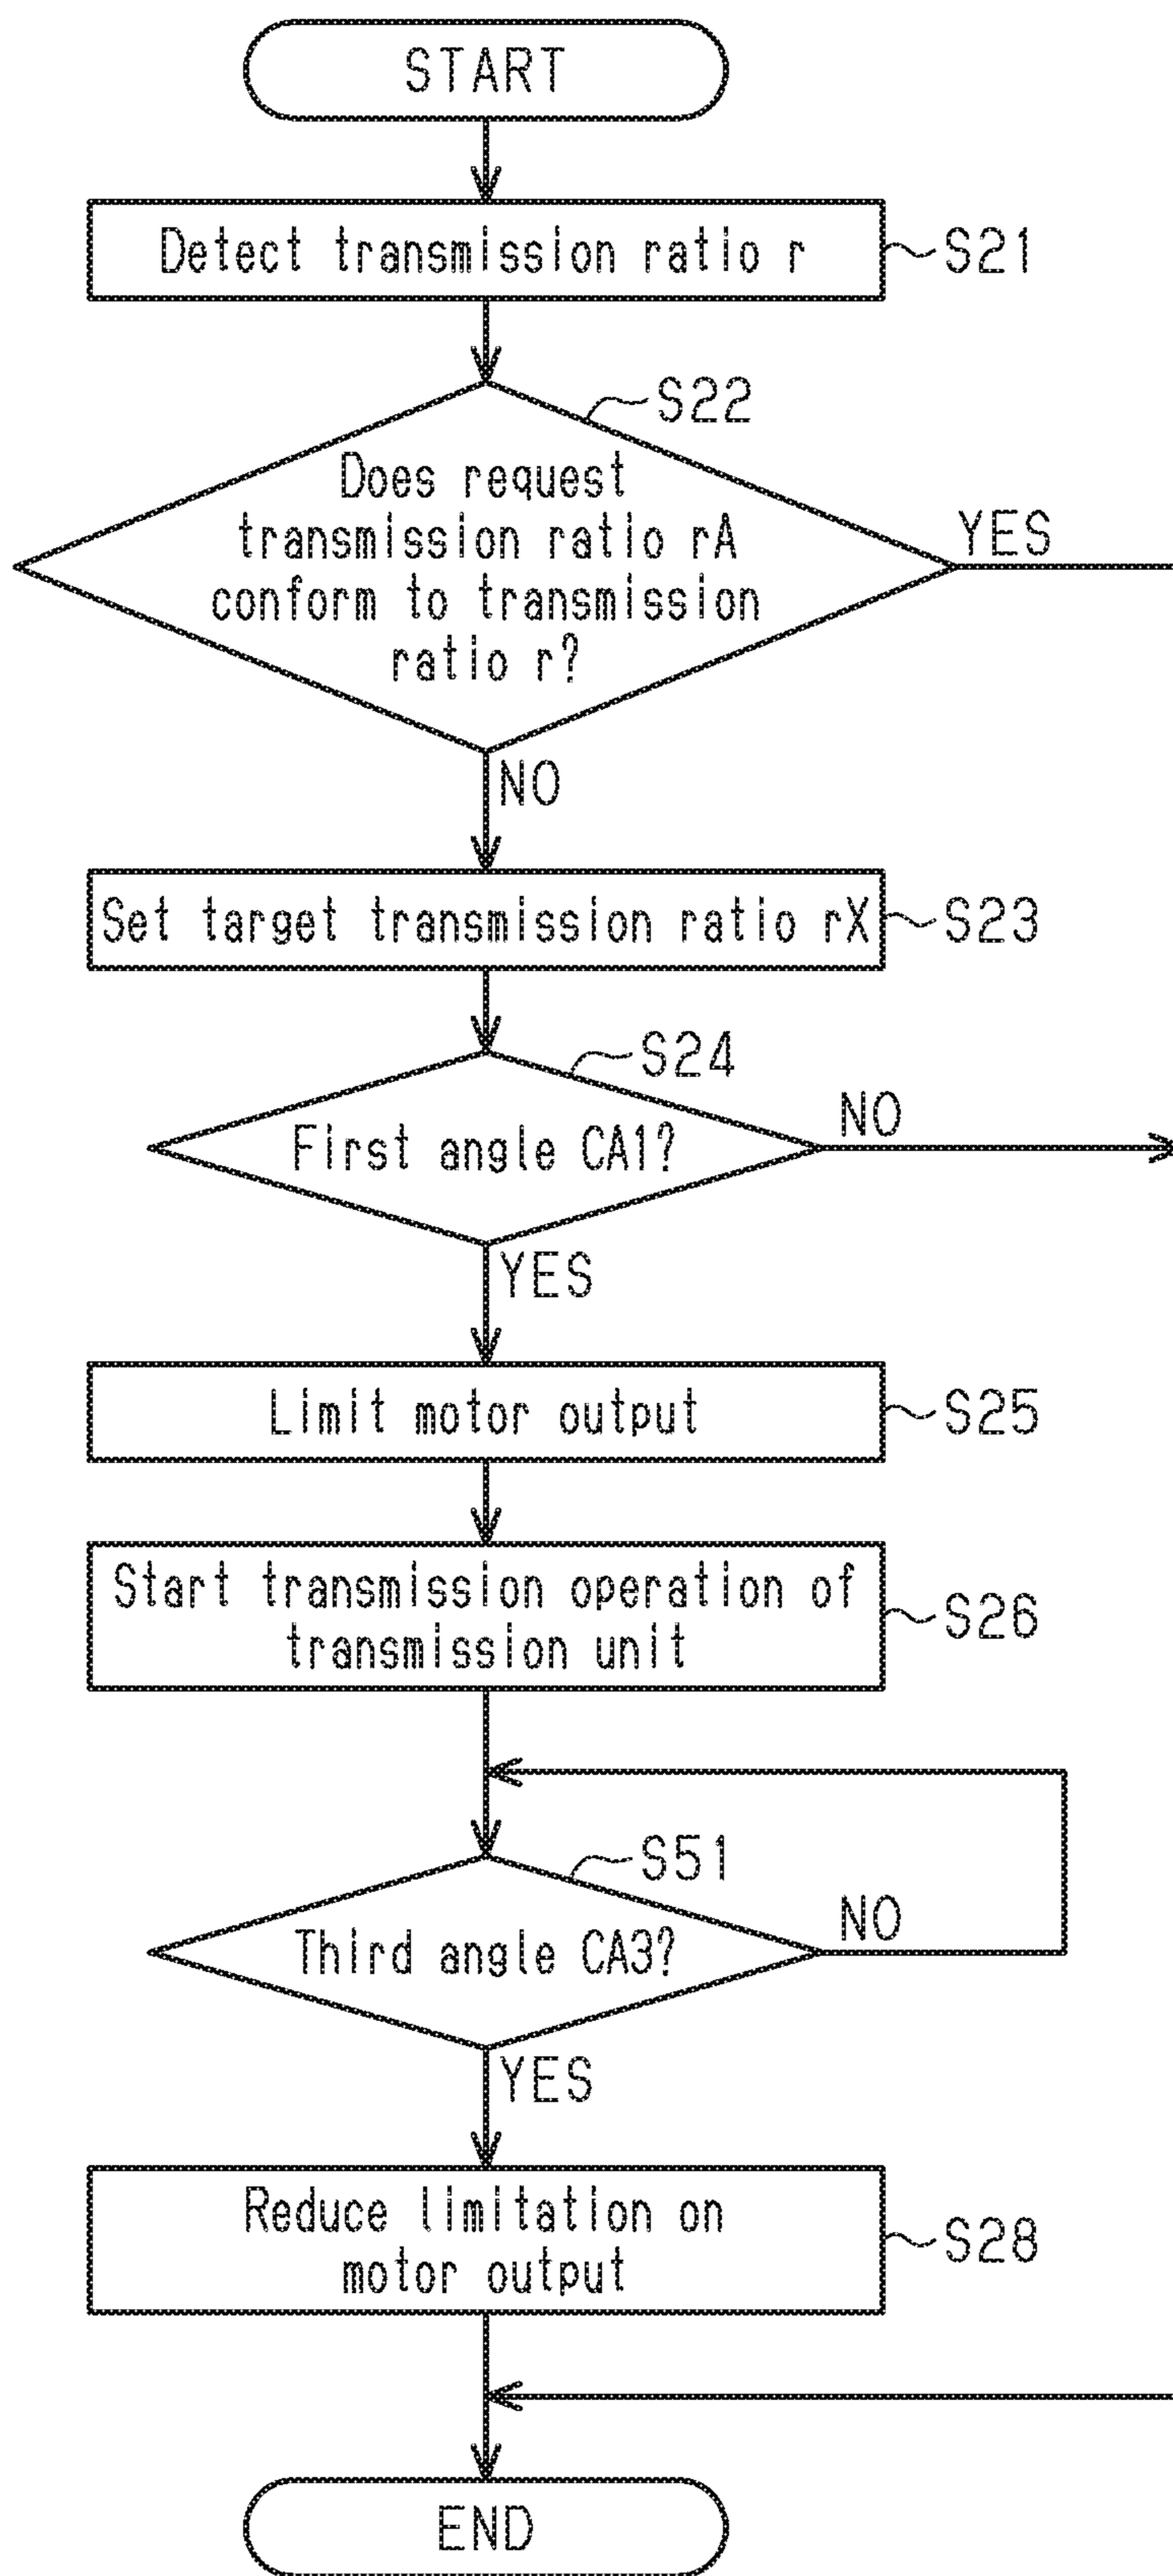 START
Detect transmission ratio r
S21
S22
Does request
transmission ratio rA
conform to transmission
ratio r?
YES
NO
Set target transmission ratio rX
S23
S24
First angle CA1?
NO
YES
Limit motor output
S25
Start transmission operation of
transmission unit
S26
S51
Third angle CA3?
NO
YES
Reduce limitation on
motor output
S28
END